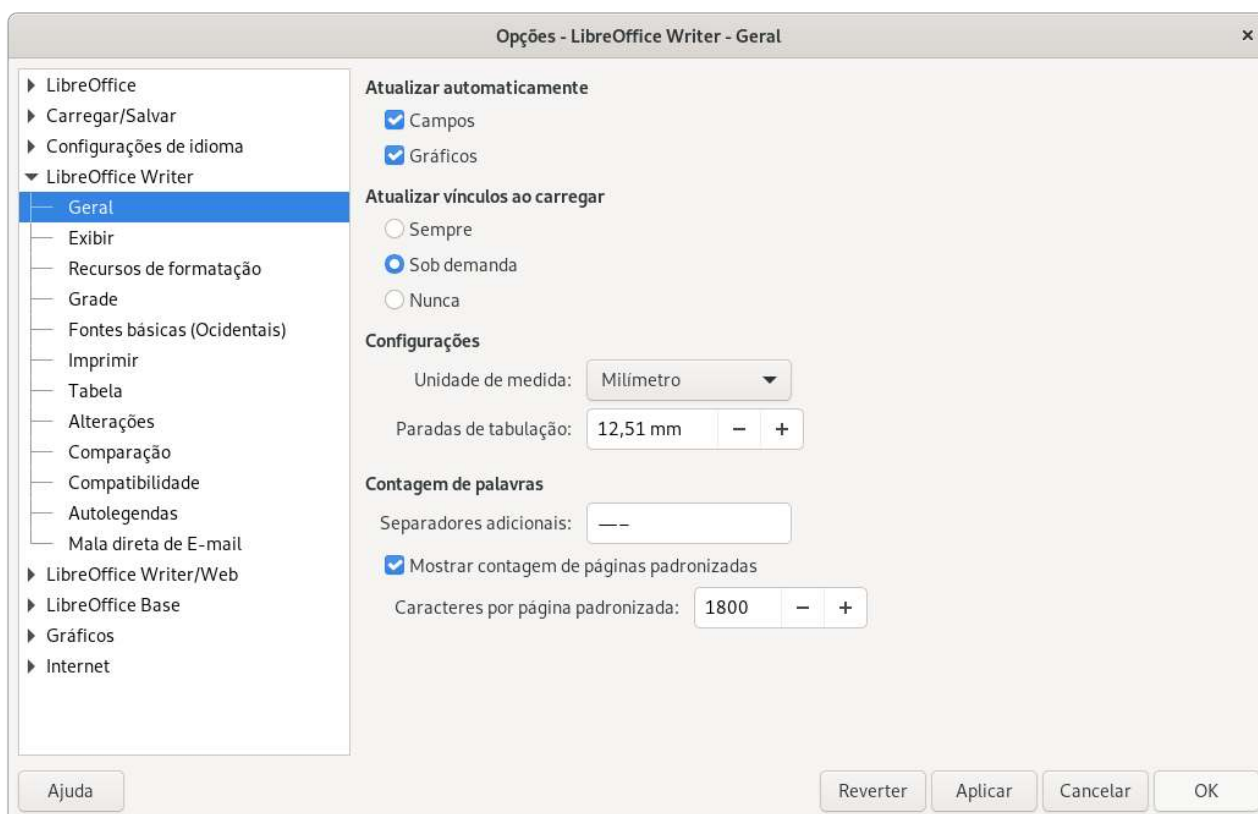 Opções - LibreOffice Writer - Geral
LibreOffice
Carregar/Salvar
Configurações de idioma
LibreOffice Writer
Geral
Exibir
Recursos de formatação
Grade
Fontes básicas (Ocidentais)
Imprimir
Tabela
Alterações
Comparação
Compatibilidade
Autolegendas
Mala direta de E-mail
LibreOffice Writer/Web
LibreOffice Base
Gráficos
Internet
Atualizar automaticamente
Campos
Gráficos
Atualizar vínculos ao carregar
Sempre
Sob demanda
Nunca
Configurações
Unidade de medida: Milímetro
Paradas de tabulação: 12,51 mm − +
Contagem de palavras
Separadores adicionais: —–
Mostrar contagem de páginas padronizadas
Caracteres por página padronizada: 1800 − +
Ajuda Reverter Aplicar Cancelar OK